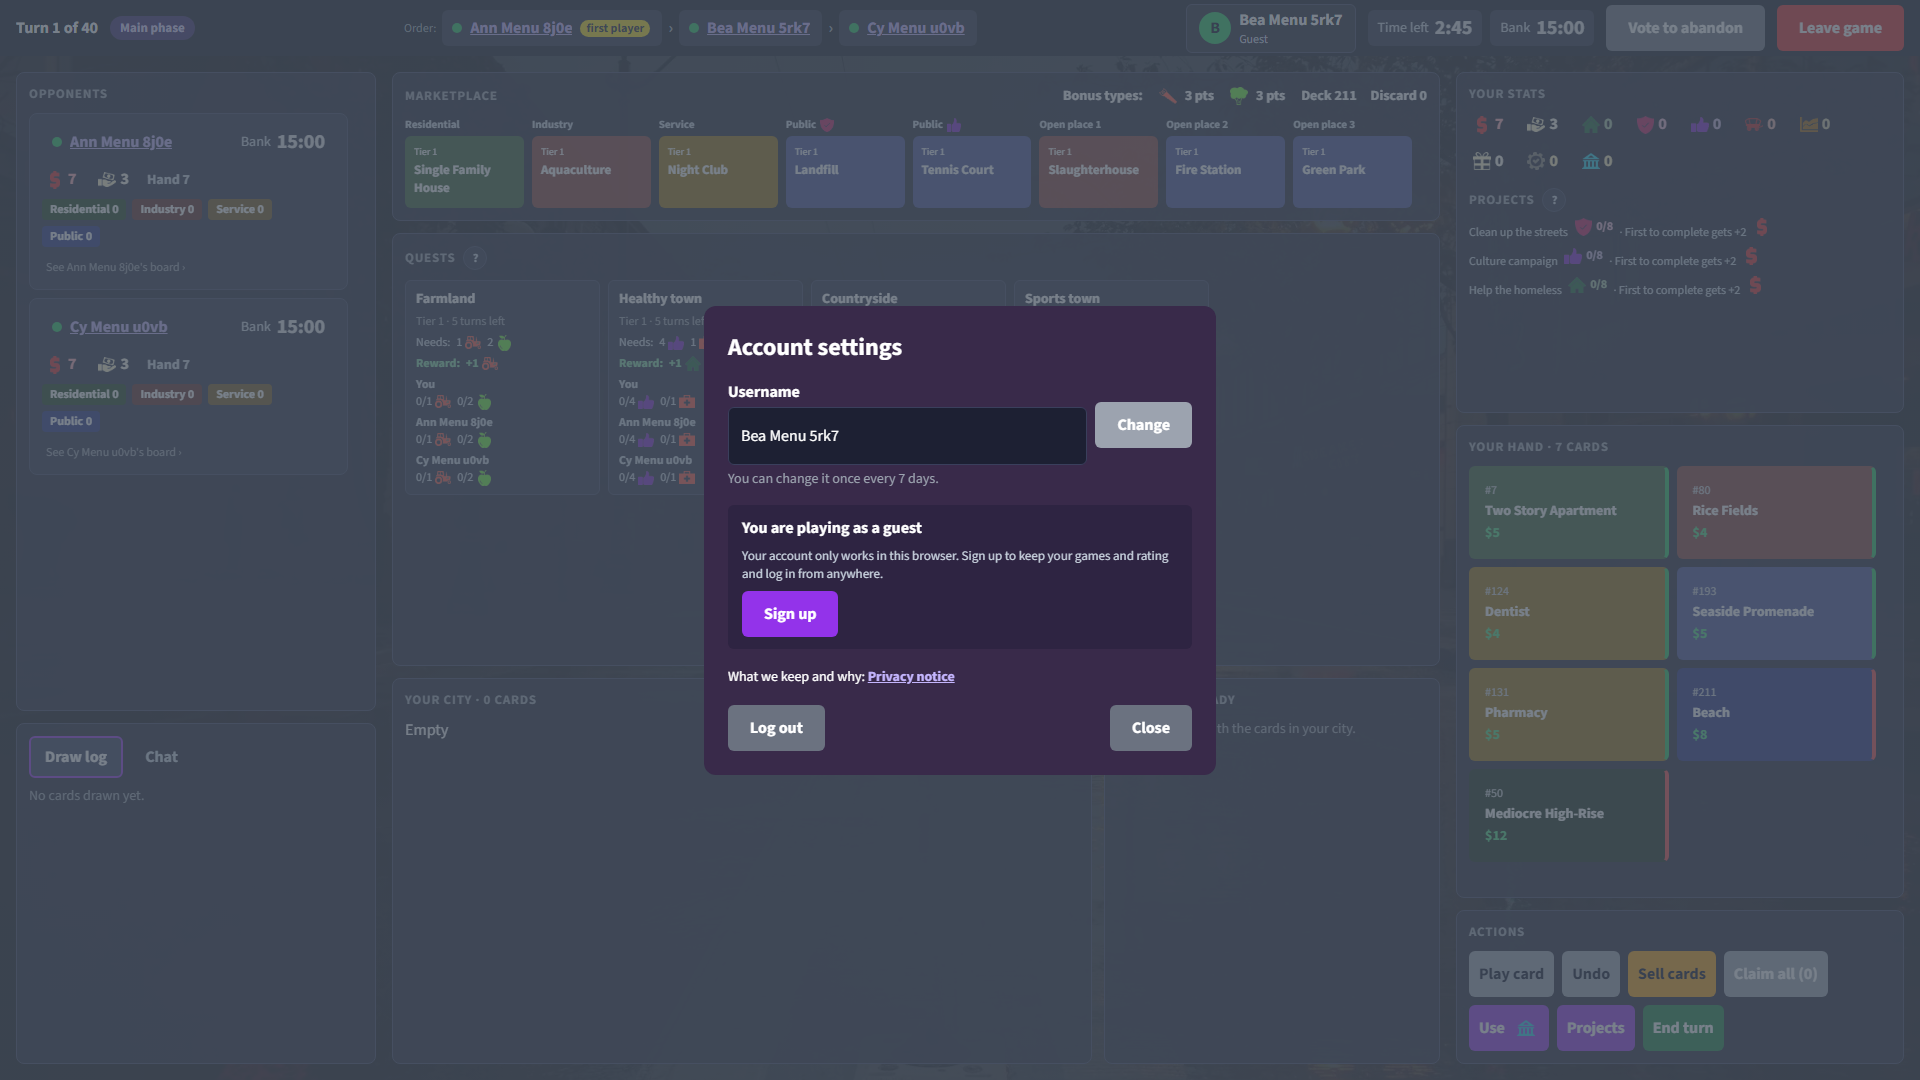 Turn 1 of 40 Main phase
Order: Ann Menu 8j0e first player › Bea Menu 5rk7 › Cy Menu u0vb
B Bea Menu 5rk7
Guest
Time left 2:45 Bank 15:00 Vote to abandon Leave game
OPPONENTS
Ann Menu 8j0e Bank 15:00
7 3 Hand 7
Residential 0 Industry 0 Service 0
Public 0
See Ann Menu 8j0e's board ›
Cy Menu u0vb Bank 15:00
7 3 Hand 7
Residential 0 Industry 0 Service 0
Public 0
See Cy Menu u0vb's board ›
Draw log Chat
No cards drawn yet.
MARKETPLACE Bonus types: 3 pts 3 pts Deck 211 Discard 0
Residential Industry Service Public Public Open place 1 Open place 2 Open place 3
Tier 1 Tier 1 Tier 1 Tier 1 Tier 1 Tier 1 Tier 1 Tier 1
Single Family Aquaculture Night Club Landfill Tennis Court Slaughterhouse Fire Station Green Park
House
QUESTS ?
Farmland Healthy town Countryside Sports town
Tier 1 · 5 turns left
Needs: 1 2
Reward: +1
You
0/1 0/2
Ann Menu 8j0e
0/1 0/2
Cy Menu u0vb
0/1 0/2
Tier 1 · 5 turns lef
Needs: 4 1
Reward: +1
You
0/4 0/1
Ann Menu 8j0e
0/4 0/1
Cy Menu u0vb
0/4 0/1
YOUR CITY · 0 CARDS
Empty
DY
th the cards in your city.
Account settings
Username
Bea Menu 5rk7 Change
You can change it once every 7 days.
You are playing as a guest
Your account only works in this browser. Sign up to keep your games and rating
and log in from anywhere.
Sign up
What we keep and why: Privacy notice
Log out Close
YOUR STATS
$ 7 3 0 0 0 0 0
0 0 0
PROJECTS ?
Clean up the streets 0/8 · First to complete gets +2 $
Culture campaign 0/8 · First to complete gets +2 $
Help the homeless 0/8 · First to complete gets +2 $
YOUR HAND · 7 CARDS
#7
Two Story Apartment
$5
#80
Rice Fields
$4
#124
Dentist
$4
#193
Seaside Promenade
$5
#131
Pharmacy
$5
#211
Beach
$8
#50
Mediocre High-Rise
$12
ACTIONS
Play card Undo Sell cards Claim all (0)
Use Projects End turn